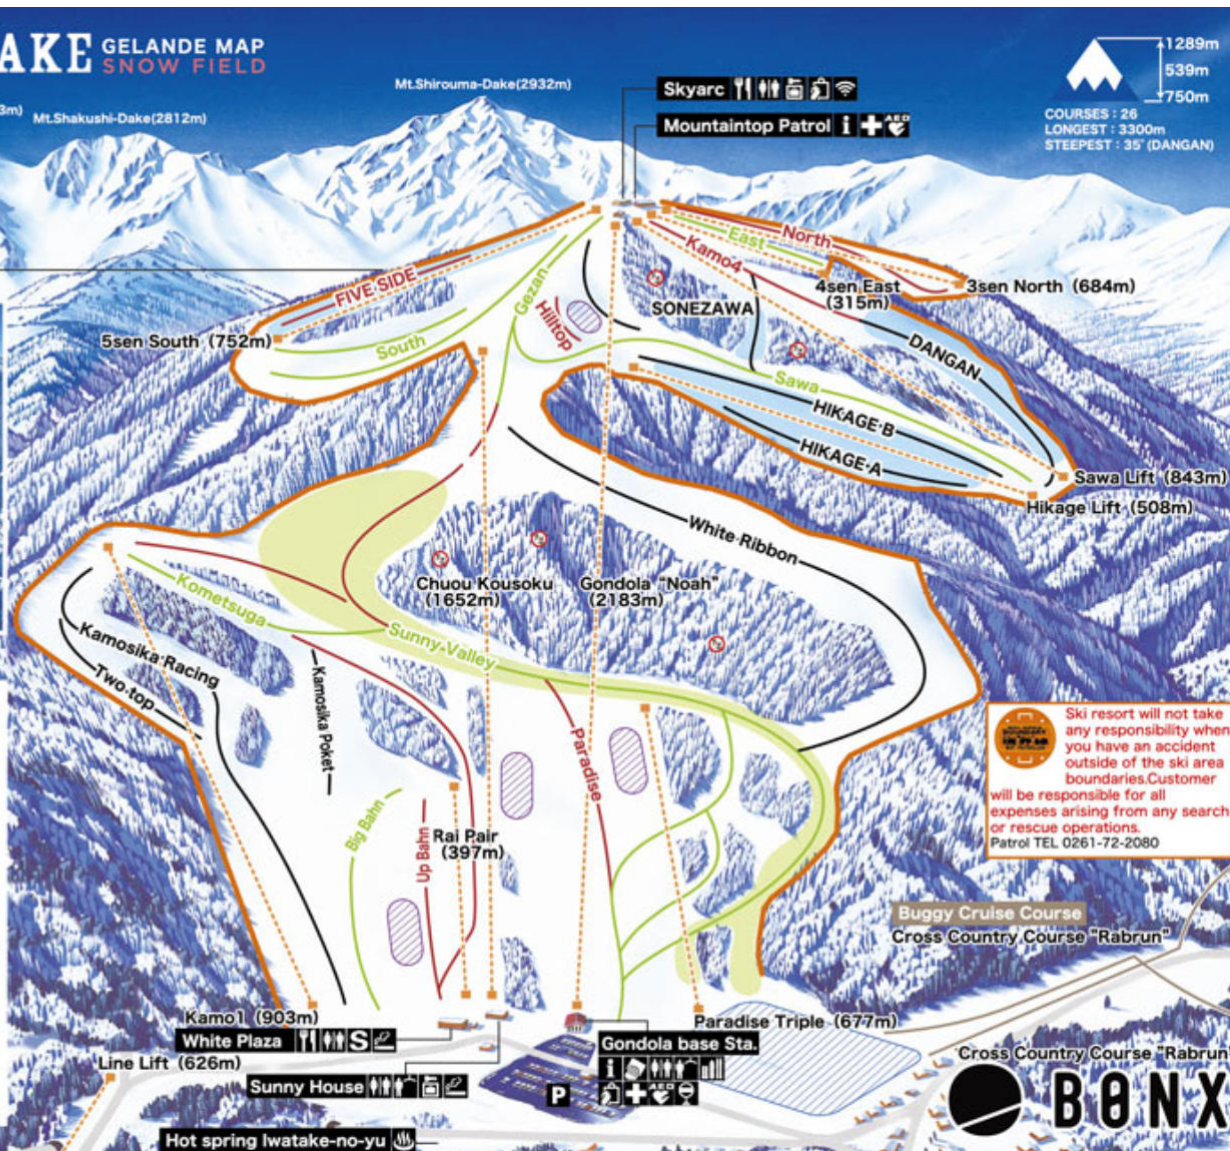 AKE GELANDE MAP
SNOW FIELD
3m)
Mt.Shakushi-Dake(2812m)
Mt.Shirouma-Dake(2932m)
Skyarc
Mountaintop Patrol i AED
1289m
539m
750m
COURSES : 26
LONGEST : 3300m
STEEPEST : 35°(DANGAN)
North
East
Kamo4
FIVE SIDE
Gezan
4sen East
(315m)
3sen North (684m)
SONEZAWA
Hilltop
5sen South (752m)
South
DANGAN
Sawa
HIKAGE-B
HIKAGE-A
Sawa Lift (843m)
Hikage Lift (508m)
White Ribbon
Chuou Kousoku
(1652m)
Gondola "Noah"
(2183m)
Kometsuga
Sunny Valley
Kamosika Racing
Two-top
Kamosika Poket
Paradise
Big Bahn
Up Bahn
Rai Pair
(397m)
Ski resort will not take
any responsibility when
you have an accident
outside of the ski area
boundaries.Customer
will be responsible for all
expenses arising from any search
or rescue operations.
Patrol TEL 0261-72-2080
Buggy Cruise Course
Cross Country Course "Rabrun"
Kamo1 (903m)
White Plaza S
Paradise Triple (677m)
Gondola base Sta.
i
AED
Line Lift (626m)
Sunny House
P
Cross Country Course "Rabrun"
BONX
Hot spring Iwatake-no-yu